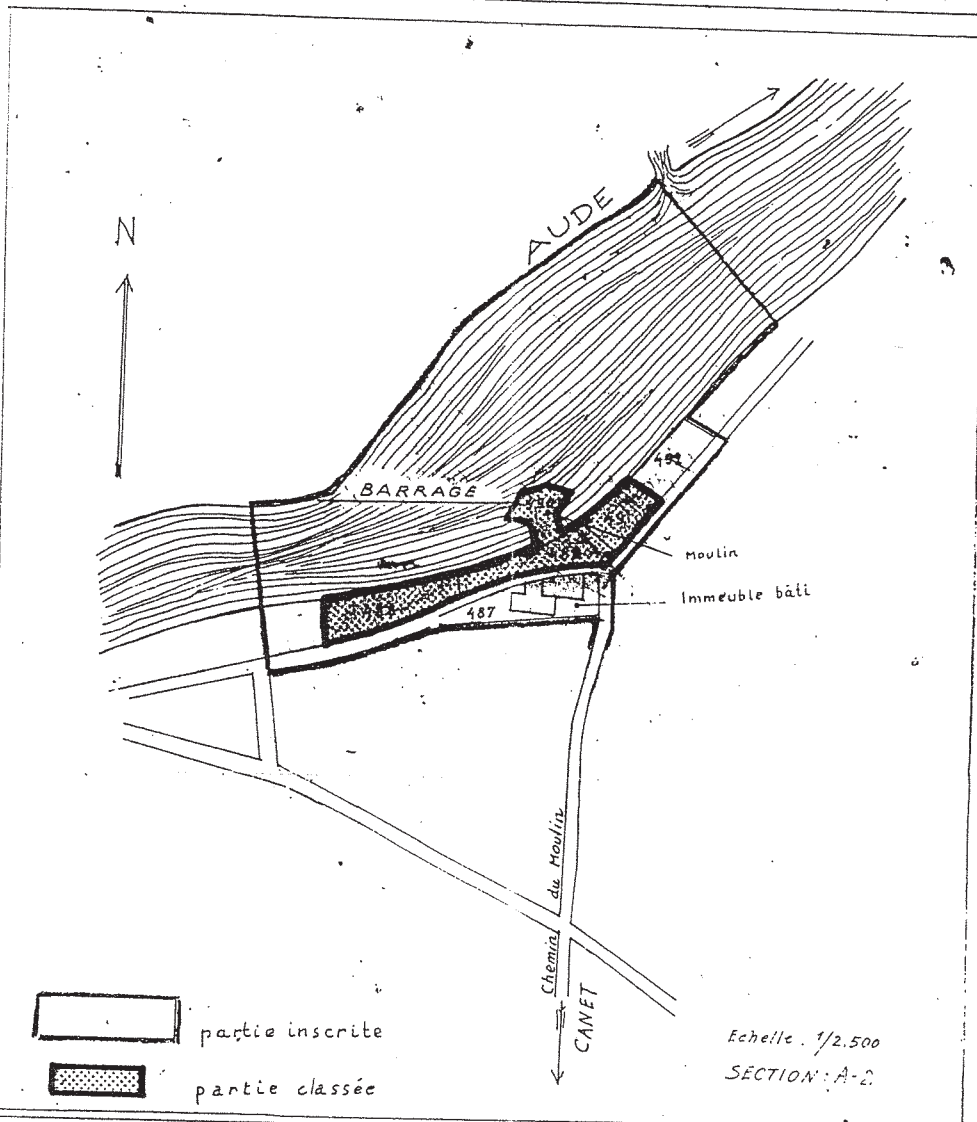 N
AUDE
BARRAGE
Moulin
Immeuble bâti
487
Chemin du Moulin
CANET
partie inscrite
partie classée
Echelle. 1/2.500
SECTION: A-2